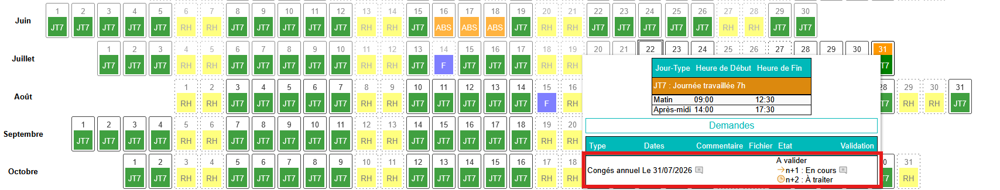 1 2 3 4 5 6 7 8 9 10 11 12 13 14 15 16 17 18 19 20 21 22 23 24 25 26 27 28 29 30
Juin
JT7 JT7 JT7 JT7 JT7 RH RH JT7 JT7 JT7 JT7 JT7 RH RH JT7 ABS ABS ABS JT7 RH RH JT7 JT7 JT7 JT7 JT7 RH RH JT7 JT7
1 2 3 4 5 6 7 8 9 10 11 12 13 14 15 16 17 18 19 20 21 22 23 24 25 26 27 28 29 30 31
Juillet
JT7 JT7 JT7 RH RH JT7 JT7 JT7 JT7 JT7 RH RH JT7 F JT7 JT7 JT7 RH RH JT7
1 2 3 4 5 6 7 8 9 10 11 12 13 14 15 16 28 29 30 31
Août
RH RH JT7 JT7 JT7 JT7 JT7 RH RH JT7 JT7 JT7 JT7 JT7 F RH JT7 RH RH JT7
1 2 3 4 5 6 7 8 9 10 11 12 13 14 15 16 17 18 19 20
Septembre
JT7 JT7 JT7 JT7 RH RH JT7 JT7 JT7 JT7 JT7 RH RH JT7 JT7 JT7 JT7 JT7 RH RH
1 2 3 4 5 6 7 8 9 10 11 12 13 14 15 16 17 18 30 31
Octobre
JT7 JT7 RH RH JT7 JT7 JT7 JT7 JT7 RH RH JT7 JT7 JT7 JT7 JT7 RH RH JT7 RH
Jour-Type Heure de Début Heure de Fin
JT7 : Journée travaillée 7h
Matin 09:00 12:30
Après-midi 14:00 17:30
Demandes
Type Dates Commentaire Fichier Etat Validation
A valider
Congés annuel Le 31/07/2026 n+1 : En cours
n+2 : À traiter